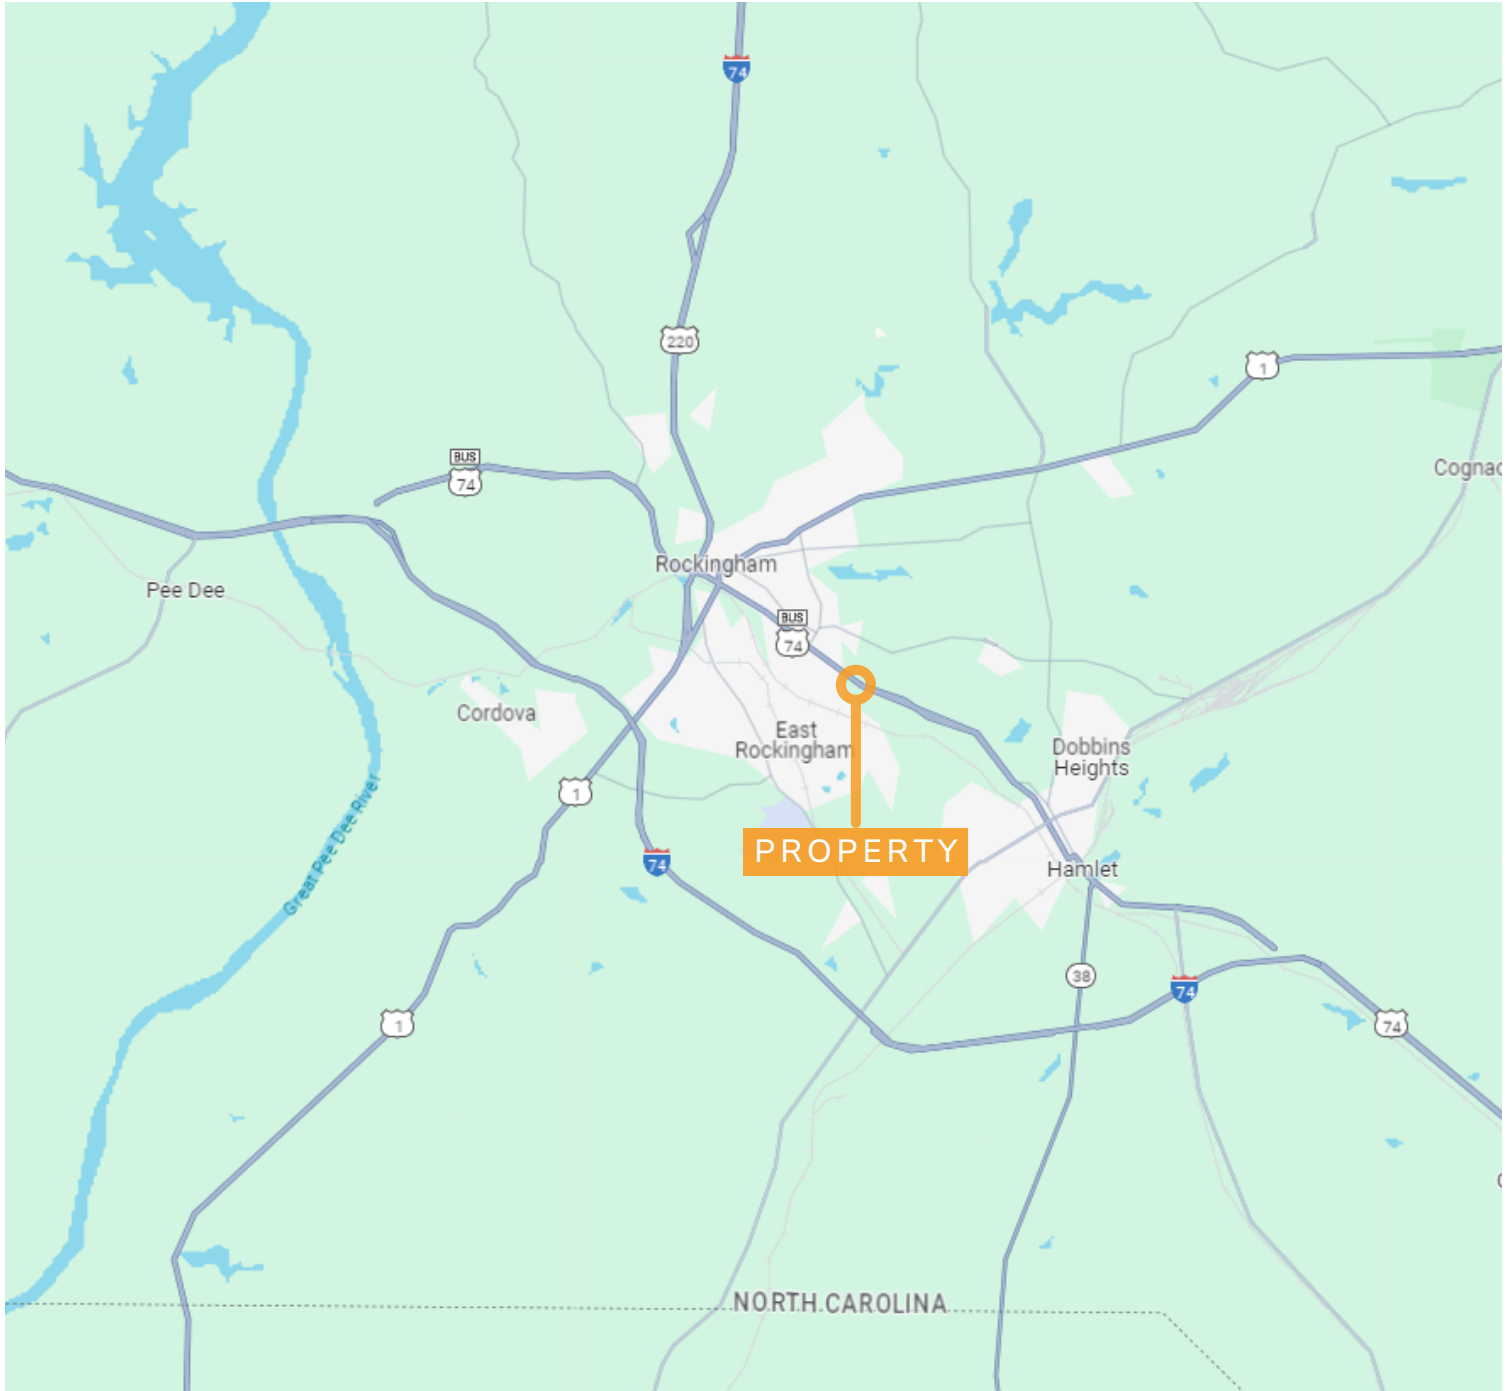 74
220
1
BUS
74
Cognac
Rockingham
Pee Dee
BUS
74
Cordova
East
Rockingham
Dobbins
Heights
1
Great Pee Dee River
PROPERTY
74
Hamlet
38
74
1
74
NORTH CAROLINA